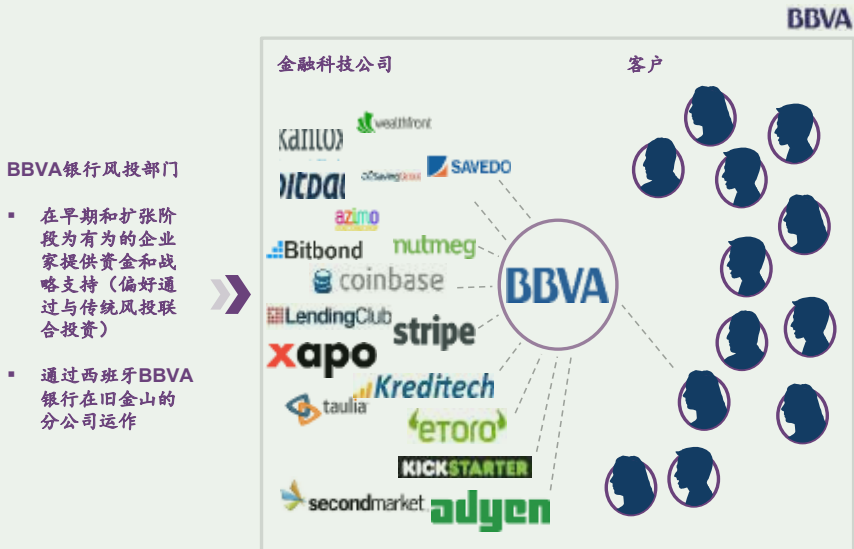 BBVA
金融科技公司
客户
BBVA银行风投部门
▪ 在早期和扩张阶
段为有为的企业
家提供资金和战
略支持（偏好通
过与传统风投联
合投资）
▪ 通过西班牙BBVA
银行在旧金山的
分公司运作
wealthfront
kantox
SAVEDO
azimo
Bitbond
nutmeg
coinbase
BBVA
LendingClub
stripe
xapo
Kreditech
taulia
eToro
KICKSTARTER
secondmarket
adyen